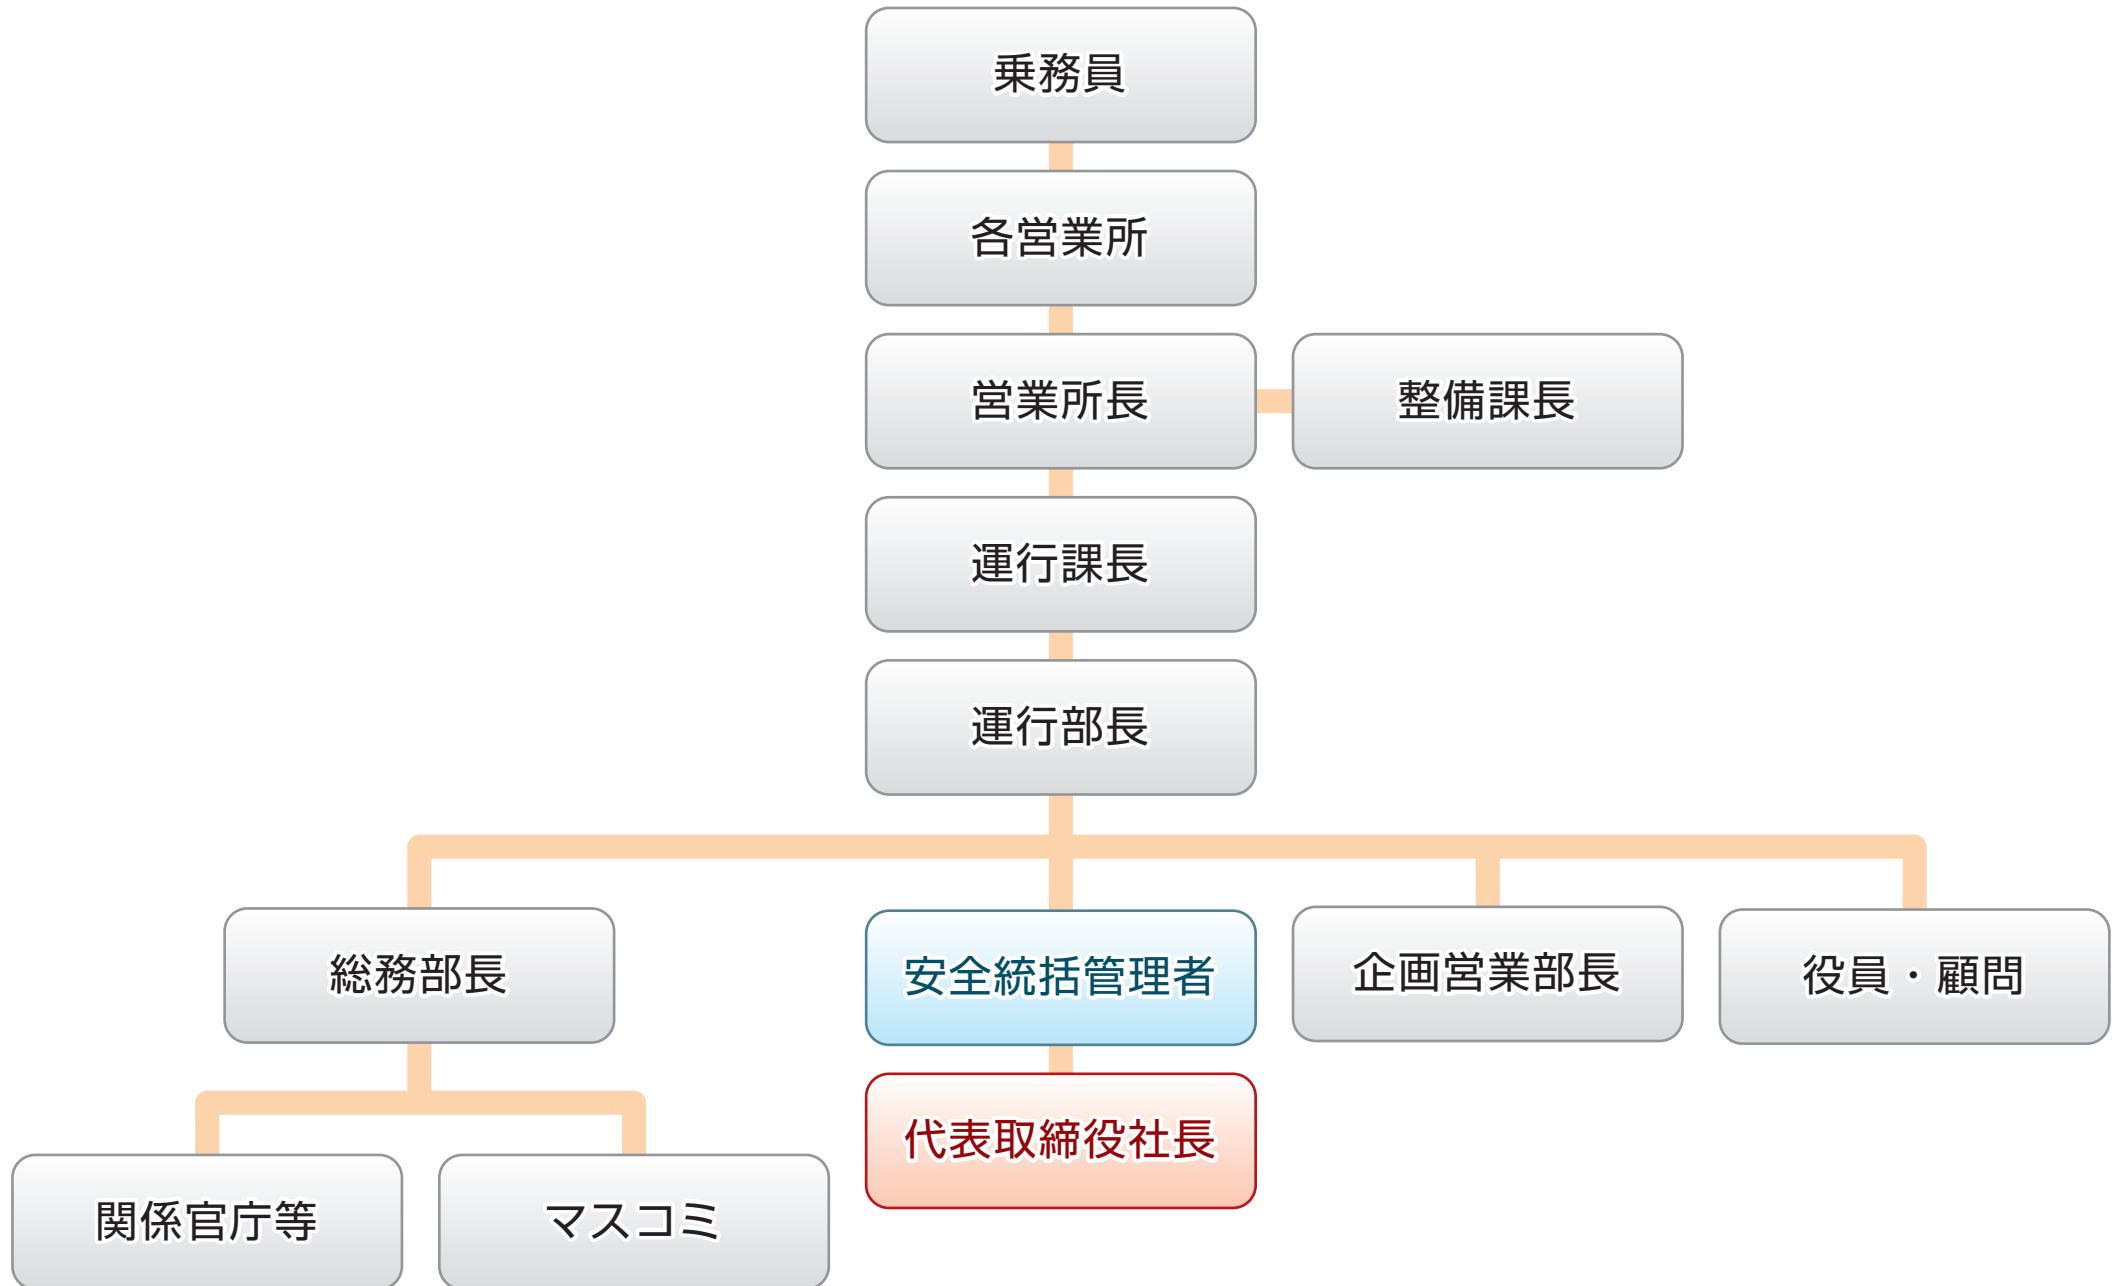 乗務員
各営業所
営業所長
整備課長
運行課長
運行部長
総務部長
安全統括管理者
企画営業部長
役員・顧問
代表取締役社長
関係官庁等
マスコミ